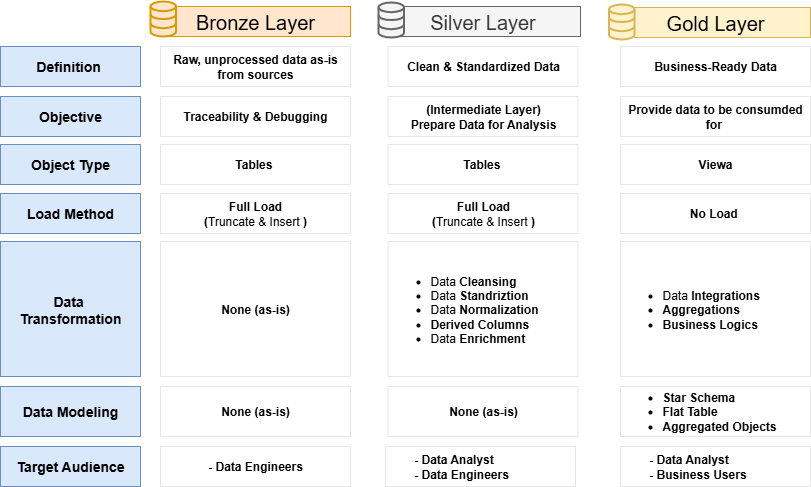 Bronze Layer
Silver Layer
Gold Layer
Definition
Raw, unprocessed data as-is
from sources
Clean & Standardized Data
Business-Ready Data
Objective
Traceability & Debugging
(Intermediate Layer)
Prepare Data for Analysis
Provide data to be consumded
for
Object Type
Tables
Tables
Viewa
Load Method
Full Load
(Truncate & Insert )
Full Load
(Truncate & Insert )
No Load
Data
Transformation
None (as-is)
• Data Cleansing
• Data Standriztion
• Data Normalization
• Derived Columns
• Data Enrichment
• Data Integrations
• Aggregations
• Business Logics
Data Modeling
None (as-is)
None (as-is)
• Star Schema
• Flat Table
• Aggregated Objects
Target Audience
- Data Engineers
- Data Analyst
- Data Engineers
- Data Analyst
- Business Users